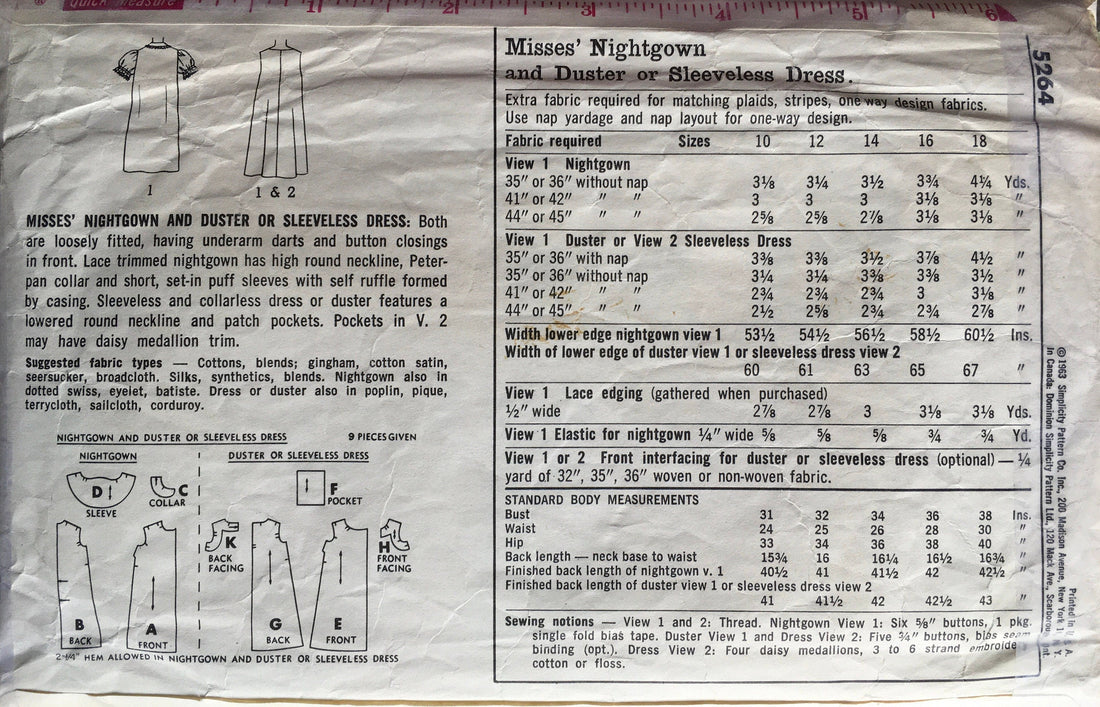 Quick Measure 1 2 3 4 5 6
1
1 & 2
MISSES' NIGHTGOWN AND DUSTER OR SLEEVELESS DRESS: Both
are loosely fitted, having underarm darts and button closings
in front. Lace trimmed nightgown has high round neckline, Peter-
pan collar and short, set-in puff sleeves with self ruffle formed
by casing. Sleeveless and collarless dress or duster features a
lowered round neckline and patch pockets. Pockets in V. 2
may have daisy medallion trim.
Suggested fabric types — Cottons, blends; gingham, cotton satin,
seersucker, broadcloth. Silks, synthetics, blends. Nightgown also in
dotted swiss, eyelet, batiste. Dress or duster also in poplin, pique,
terrycloth, sailcloth, corduroy.
NIGHTGOWN AND DUSTER OR SLEEVELESS DRESS 9 PIECES GIVEN
NIGHTGOWN DUSTER OR SLEEVELESS DRESS
D SLEEVE
C COLLAR
F POCKET
B BACK
A FRONT
K BACK FACING
G BACK
E FRONT
H FRONT FACING
HEM ALLOWED IN NIGHTGOWN AND DUSTER OR SLEEVELESS DRESS
Misses' Nightgown
and Duster or Sleeveless Dress.
Extra fabric required for matching plaids, stripes, one way design fabrics.
Use nap yardage and nap layout for one-way design.
Fabric required Sizes 10 12 14 16 18
View 1 Nightgown
35" or 36" without nap 3⅛ 3¼ 3½ 3¾ 4¼ Yds.
41" or 42" " " 3 3 3 3⅛ 3⅛ "
44" or 45" " " 2⅝ 2⅝ 2⅞ 3⅛ 3⅛ "
View 1 Duster or View 2 Sleeveless Dress
35" or 36" with nap 3⅜ 3⅜ 3½ 3⅞ 4½ "
35" or 36" without nap 3¼ 3¼ 3⅜ 3⅜ 3½ "
41" or 42" " " 2¾ 2¾ 2¾ 3 3⅛ "
44" or 45" " " 2½ 2⅝ 2¾ 2¾ 2⅞ "
Width lower edge nightgown view 1 53½ 54½ 56½ 58½ 60½ Ins.
Width of lower edge of duster view 1 or sleeveless dress view 2
60 61 63 65 67 "
View 1 Lace edging (gathered when purchased)
½" wide 2⅞ 2⅞ 3 3⅛ 3⅛ Yds.
View 1 Elastic for nightgown ¼" wide ⅝ ⅝ ⅝ ¾ ¾ Yd.
View 1 or 2 Front interfacing for duster or sleeveless dress (optional) — ¼
yard of 32", 35", 36" woven or non-woven fabric.
STANDARD BODY MEASUREMENTS
Bust 31 32 34 36 38 Ins.
Waist 24 25 26 28 30 "
Hip 33 34 36 38 40 "
Back length — neck base to waist 15¾ 16 16¼ 16½ 16¾ "
Finished back length of nightgown v. 1 40½ 41 41½ 42 42½ "
Finished back length of duster view 1 or sleeveless dress view 2
41 41½ 42 42½ 43 "
Sewing notions — View 1 and 2: Thread. Nightgown View 1: Six ⅝" buttons, 1 pkg.
single fold bias tape. Duster View 1 and Dress View 2: Five ¾" buttons, bias seam
binding (opt.). Dress View 2: Four daisy medallions, 3 to 6 strand embroide
cotton or floss.
5264
© 1963 Simplicity Pattern Co. Inc., 200 Madison Avenue, New York 1
In Canada: Dominion Simplicity Pattern Ltd., 120 Mack Ave., Scarboro
Printed in